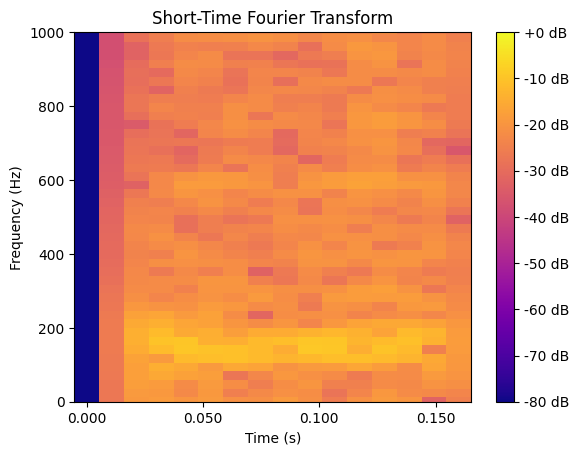 Short-Time Fourier Transform
Frequency (Hz)
1000
800
600
400
200
0
0.000
0.050
0.100
0.150
Time (s)
+0 dB
-10 dB
-20 dB
-30 dB
-40 dB
-50 dB
-60 dB
-70 dB
-80 dB